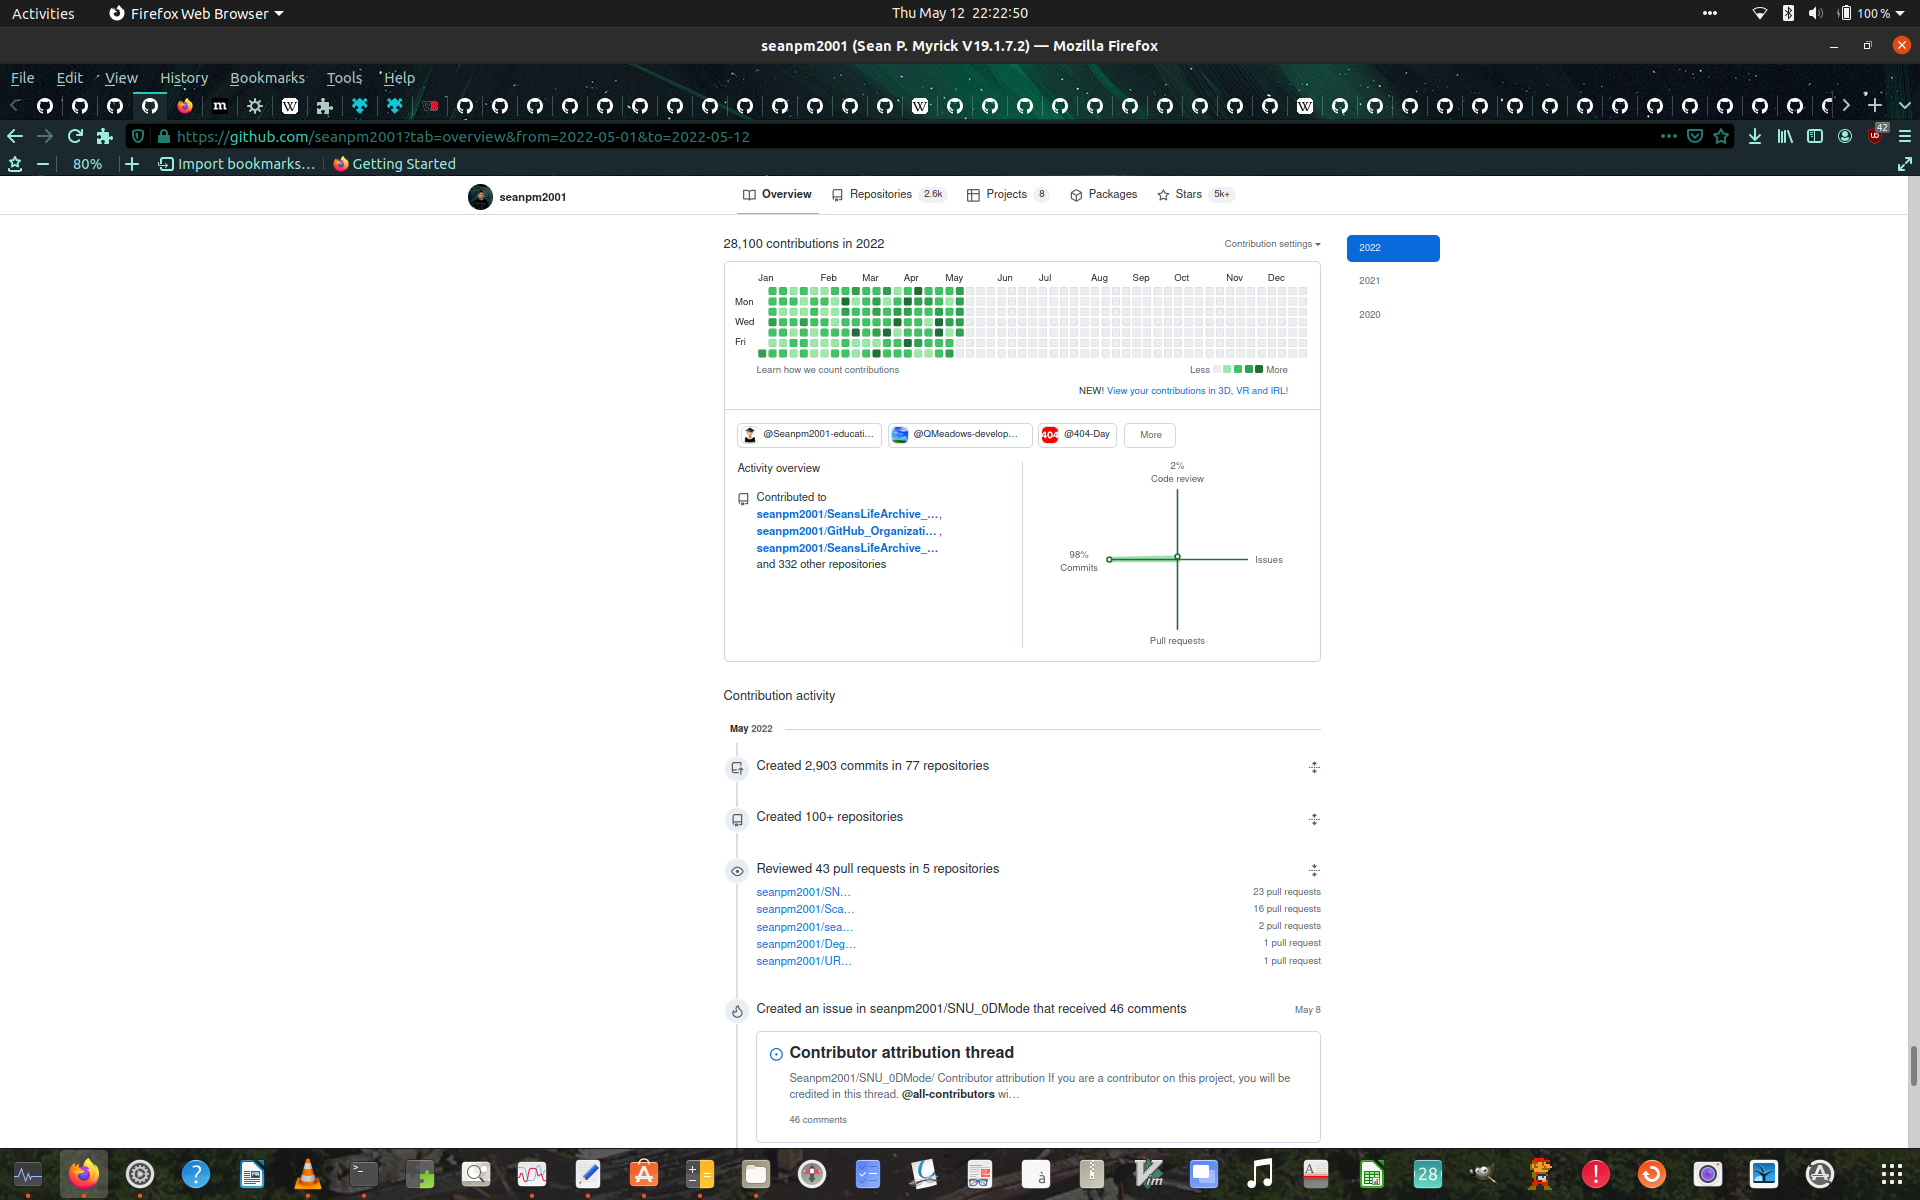 Activities
Firefox Web Browser
Thu May 12 22:22:50
100 %
seanpm2001 (Sean P. Myrick V19.1.7.2) — Mozilla Firefox
File Edit View History Bookmarks Tools Help
https://github.com/seanpm2001?tab=overview&from=2022-05-01&to=2022-05-12
42
80%
Import bookmarks...
Getting Started
seanpm2001
Overview
Repositories 2.6k
Projects 8
Packages
Stars 5k+
28,100 contributions in 2022
Contribution settings
2022
2021
2020
Jan Feb Mar Apr May Jun Jul Aug Sep Oct Nov Dec
Mon
Wed
Fri
Learn how we count contributions
Less More
NEW! View your contributions in 3D, VR and IRL!
@Seanpm2001-educati...
@QMeadows-develop...
404 @404-Day
More
Activity overview
Contributed to
seanpm2001/SeansLifeArchive_...,
seanpm2001/GitHub_Organizati...,
seanpm2001/SeansLifeArchive_...
and 332 other repositories
2%
Code review
98%
Commits
Issues
Pull requests
Contribution activity
May 2022
Created 2,903 commits in 77 repositories
Created 100+ repositories
Reviewed 43 pull requests in 5 repositories
seanpm2001/SN... 23 pull requests
seanpm2001/Sca... 16 pull requests
seanpm2001/sea... 2 pull requests
seanpm2001/Deg... 1 pull request
seanpm2001/UR... 1 pull request
Created an issue in seanpm2001/SNU_0DMode that received 46 comments May 8
Contributor attribution thread
Seanpm2001/SNU_0DMode/ Contributor attribution If you are a contributor on this project, you will be
credited in this thread. @all-contributors wi...
46 comments
28